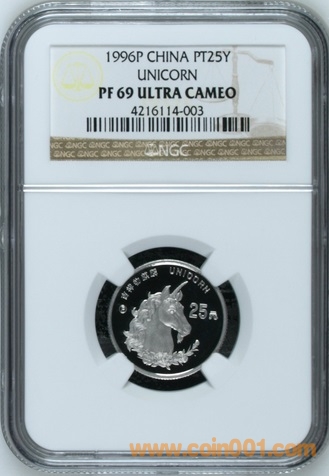 1996P CHINA PT25Y
UNICORN
PF 69 ULTRA CAMEO
4216114-003
NGC
UNICORN
25元
www.coin001.com